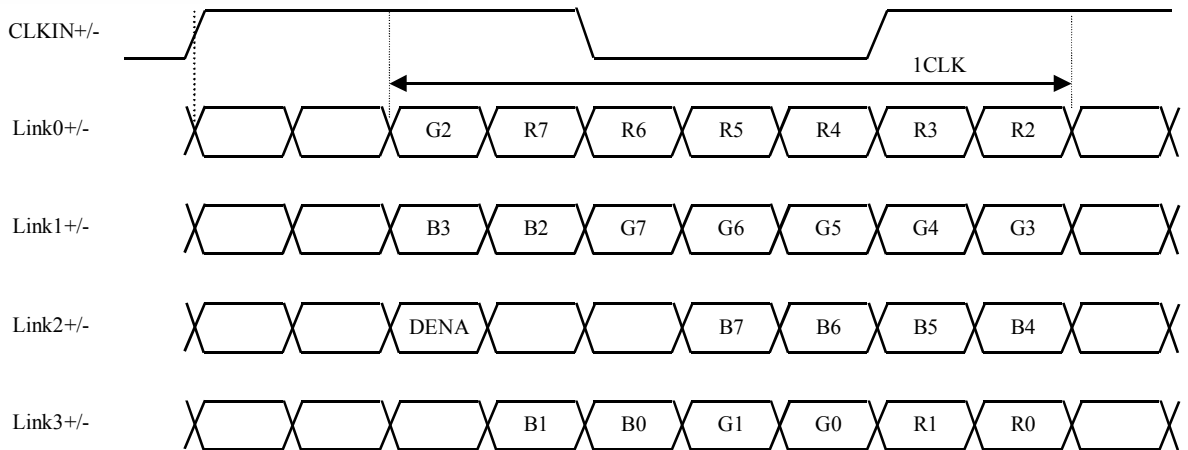 CLKIN+/-
1CLK
Link0+/- G2 R7 R6 R5 R4 R3 R2
Link1+/- B3 B2 G7 G6 G5 G4 G3
Link2+/- DENA B7 B6 B5 B4
Link3+/- B1 B0 G1 G0 R1 R0